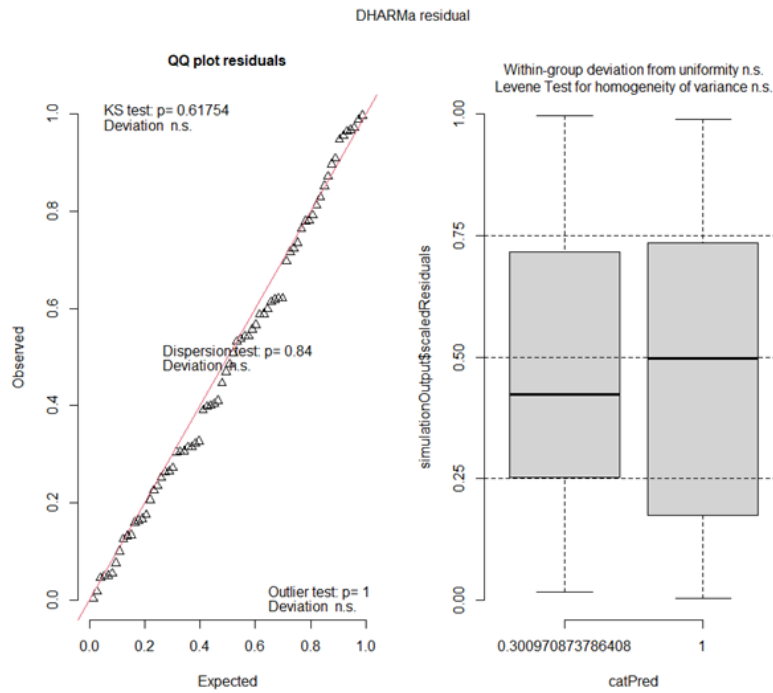 DHARMa residual
QQ plot residuals
KS test: p= 0.61754
Deviation n.s.
Dispersion test: p= 0.84
Deviation n.s.
Outlier test: p= 1
Deviation n.s.
Observed
0.0
0.2
0.4
0.6
0.8
1.0
0.0 0.2 0.4 0.6 0.8 1.0
Expected
Within-group deviation from uniformity n.s.
Levene Test for homogeneity of variance n.s.
simulationOutput$scaledResiduals
0.00
0.25
0.50
0.75
1.00
0.300970873786408 1
catPred